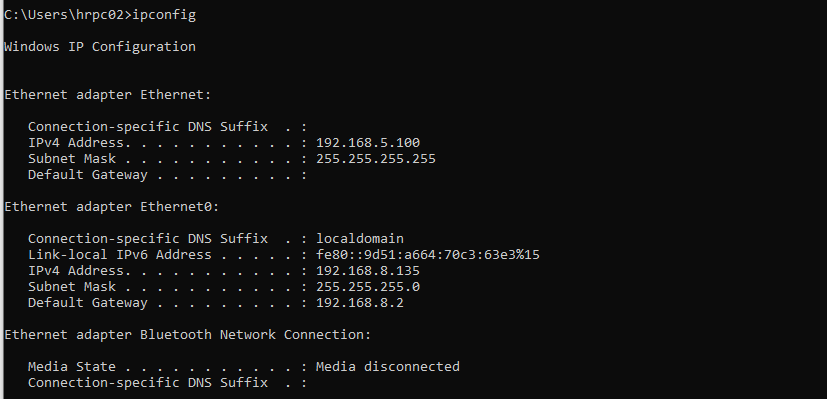 C:\Users\hrpc02>ipconfig
Windows IP Configuration
Ethernet adapter Ethernet:
Connection-specific DNS Suffix  . :
IPv4 Address. . . . . . . . . . . : 192.168.5.100
Subnet Mask . . . . . . . . . . . : 255.255.255.255
Default Gateway . . . . . . . . . :
Ethernet adapter Ethernet0:
Connection-specific DNS Suffix  . : localdomain
Link-local IPv6 Address . . . . . : fe80::9d51:a664:70c3:63e3%15
IPv4 Address. . . . . . . . . . . : 192.168.8.135
Subnet Mask . . . . . . . . . . . : 255.255.255.0
Default Gateway . . . . . . . . . : 192.168.8.2
Ethernet adapter Bluetooth Network Connection:
Media State . . . . . . . . . . . : Media disconnected
Connection-specific DNS Suffix  . :